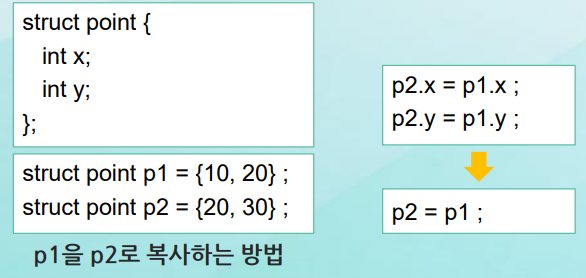 struct point {
int x;
int y;
};
struct point p1 = {10, 20} ;
struct point p2 = {20, 30} ;
p1을 p2로 복사하는 방법
p2.x = p1.x ;
p2.y = p1.y ;
p2 = p1 ;